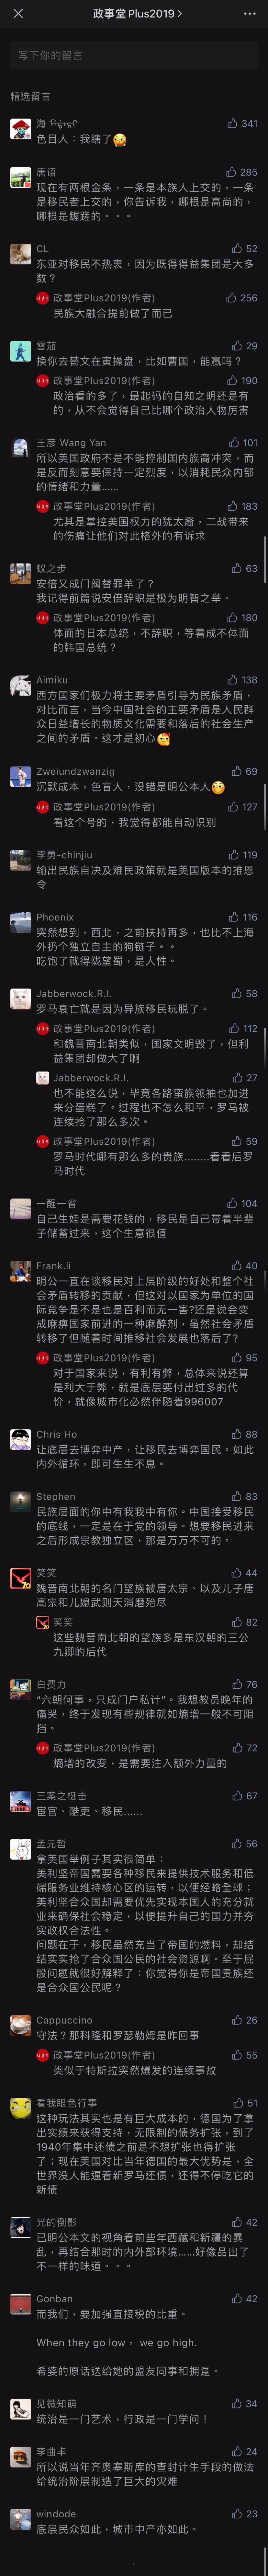 政事堂Plus2019 >
写下你的留言
精选留言
海
341
色目人：我瞎了
唐语
285
现在有两根金条，一条是本族人上交的，一条
是移民者上交的，你告诉我，哪根是高尚的，
哪根是龌蹉的。。。
CL
52
东亚对移民不热衷，因为既得得益集团是大多
数？
政事堂Plus2019(作者)
256
民族大融合提前做了而已
雪茄
29
换你去替文在寅操盘，比如曹国，能赢吗？
政事堂Plus2019(作者)
190
政治看的多了，最起码的自知之明还是有
的，从不会觉得自己比哪个政治人物厉害
王彦 Wang Yan
101
所以美国政府不是不能控制国内族裔冲突，而
是反而刻意要保持一定烈度，以消耗民众内部
的情绪和力量……
政事堂Plus2019(作者)
183
尤其是掌控美国权力的犹太裔，二战带来
的伤痛让他们对此格外的有诉求
蚁之步
63
安倍又成门阀替罪羊了？
我记得前篇说安倍辞职是极为明智之举。
政事堂Plus2019(作者)
180
体面的日本总统，不辞职，等着成不体面
的韩国总统？
Aimiku
138
西方国家们极力将主要矛盾引导为民族矛盾，
对比而言，当今中国社会的主要矛盾是人民群
众日益增长的物质文化需要和落后的社会生产
之间的矛盾。这才是初心
Zweiundzwanzig
69
沉默成本，色盲人，没错是明公本人
政事堂Plus2019(作者)
127
看这个号的，我觉得都能自动识别
李勇-chinjiu
119
输出民族自决及难民政策就是美国版本的推恩
令
Phoenix
116
突然想到，西北，之前扶持再多，也比不上海
外扔个独立自主的狗链子。。
吃饱了就得陇望蜀，是人性。
Jabberwock.R.I.
58
罗马衰亡就是因为异族移民玩脱了。
政事堂Plus2019(作者)
112
和魏晋南北朝类似，国家文明毁了，但利
益集团却做大了啊
Jabberwock.R.I.
27
也不能这么说，毕竟各路蛮族领袖也加进
来分蛋糕了。过程也不怎么和平，罗马被
连续抢了那么多次。
政事堂Plus2019(作者)
59
罗马时代哪有那么多的贵族........看看后罗
马时代
一醒一省
104
自己生娃是需要花钱的，移民是自己带着半辈
子储蓄过来，这个生意很值
Frank.li
40
明公一直在谈移民对上层阶级的好处和整个社
会矛盾转移的贡献，但这对以国家为单位的国
际竞争是不是也是百利而无一害?还是说会变
成麻痹国家前进的一种麻醉剂，虽然社会矛盾
转移了但随着时间推移社会发展也落后了?
政事堂Plus2019(作者)
95
对于国家来说，有利有弊，总体来说还算
是利大于弊，就是底层要付出过多的代
价，就像城市化必然伴随着996007
Chris Ho
88
让底层去博弈中产，让移民去博弈国民。如此
内外循环，即可生生不息。
Stephen
83
民族层面的你中有我我中有你。中国接受移民
的底线，一定是在于党的领导。想要移民进来
之后形成宗教独立区，那是万万不可的。
笑笑
44
魏晋南北朝的名门望族被唐太宗、以及儿子唐
高宗和儿媳武则天消磨殆尽
笑笑
82
这些魏晋南北朝的望族多是东汉朝的三公
九卿的后代
白费力
76
“六朝何事，只成门户私计”。我想教员晚年的
痛哭，终于发现有些规律就如熵增一般不可阻
挡。
政事堂Plus2019(作者)
72
熵增的改变，是需要注入额外力量的
三案之梃击
67
宦官、酷吏、移民……
孟元哲
56
拿美国举例子其实很简单：
美利坚帝国需要各种移民来提供技术服务和低
端服务业维持核心区的运转，以便经略全球；
美利坚合众国却需要优先实现本国人的充分就
业来确保社会稳定，以便提升自己的国力并夯
实政权合法性。
问题在于，移民虽然充当了帝国的燃料，却结
结实实抢了合众国公民的社会资源啊。至于屁
股问题就很好解释了：你觉得你是帝国贵族还
是合众国公民呢？
Cappuccino
26
守法？那科隆和罗瑟勒姆是咋回事
政事堂Plus2019(作者)
55
类似于特斯拉突然爆发的连续事故
看我眼色行事
51
这种玩法其实也是有巨大成本的，德国为了拿
出实绩来获得支持，无限制的债务扩张，到了
1940年集中还债之前是不想扩张也得扩张
了；现在美国对比当年德国的最大优势是，全
世界没人能逼着新罗马还债，还得不停吃它的
新债
光的倒影
42
已明公本文的视角看前些年西藏和新疆的暴
乱，再结合那时的内外部环境……好像品出了
不一样的味道。。。
Gonban
42
而我们，要加强直接税的比重。
When they go low， we go high.
希婆的原话送给她的盟友同事和拥趸。
见微知萌
34
统治是一门艺术，行政是一门学问！
李曲丰
24
所以说当年齐奥塞斯库的查封计生手段的做法
给统治阶层制造了巨大的灾难
windode
23
底层民众如此，城市中产亦如此。